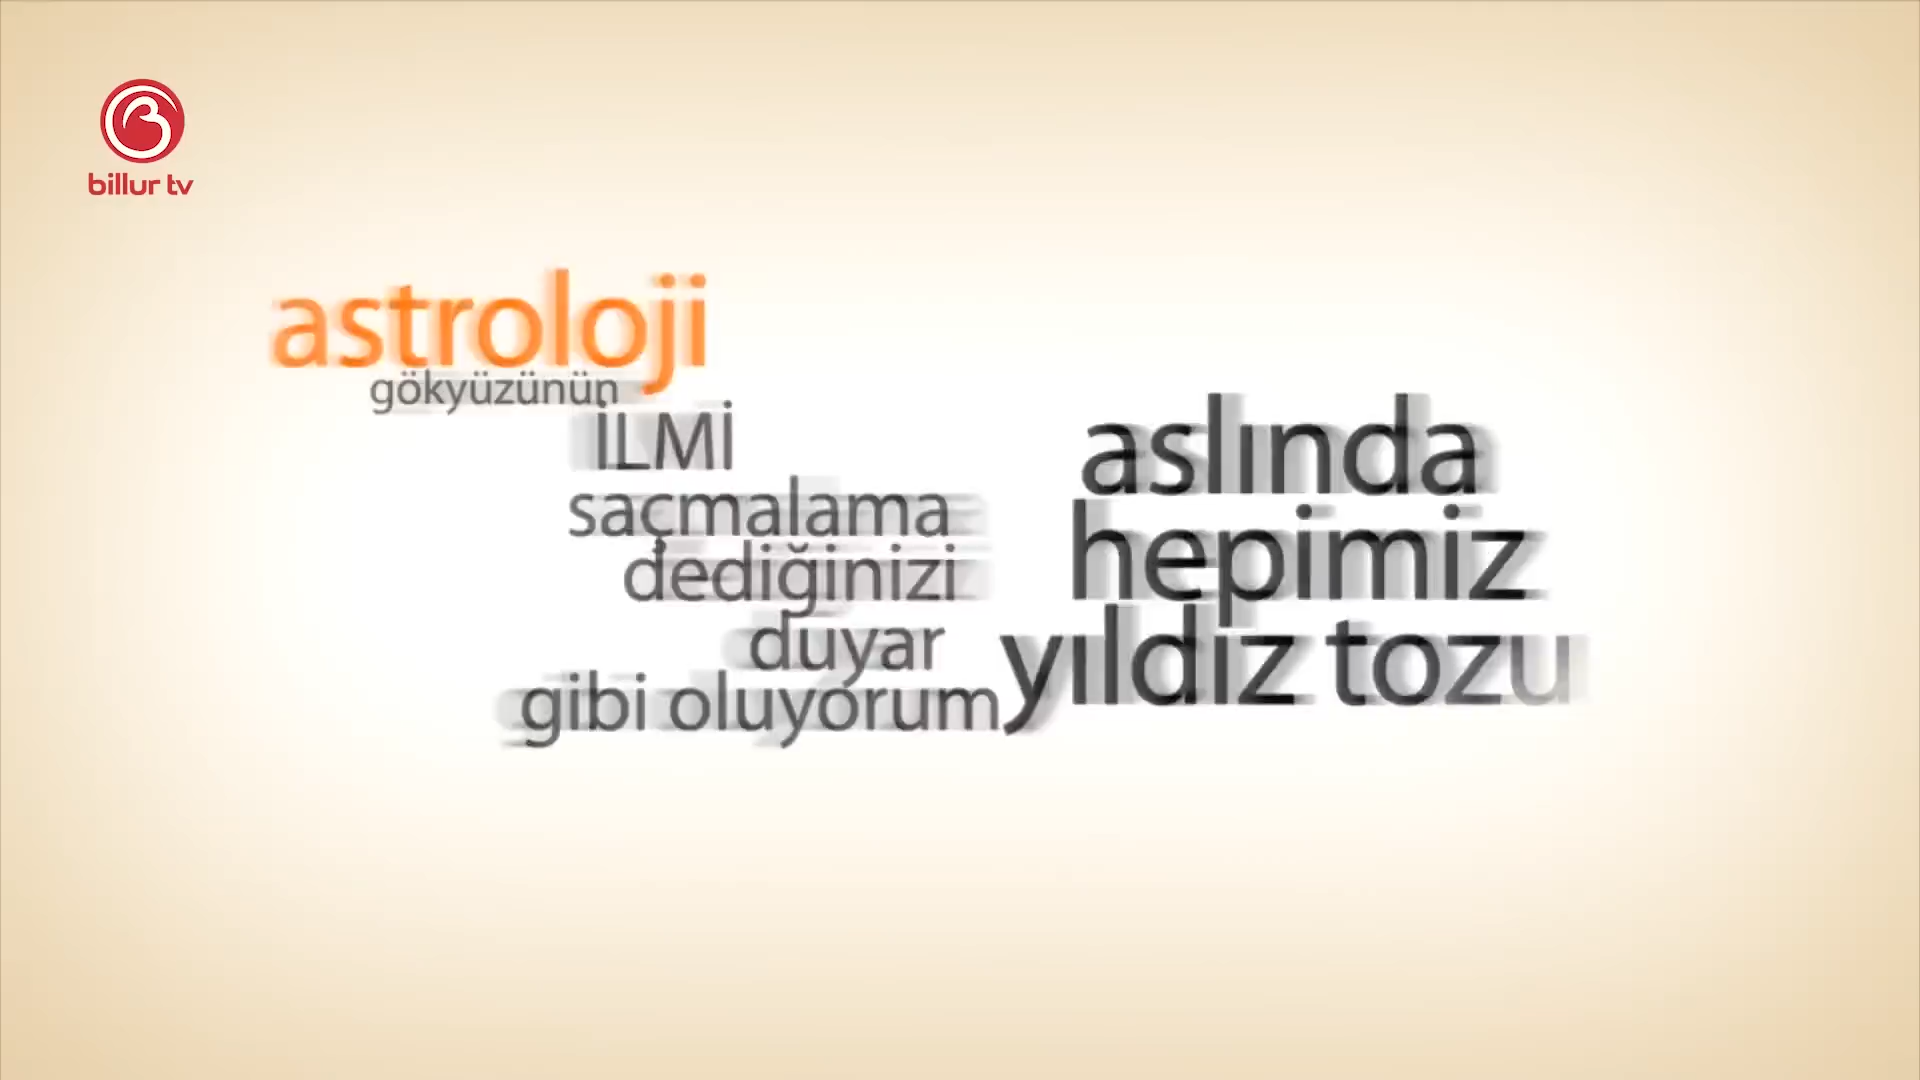 billur tv
astroloji
gökyüzünün
İLMİ
saçmalama
dediğinizi
duyar
gibi oluyorum
aslında
hepimiz
yıldız tozu